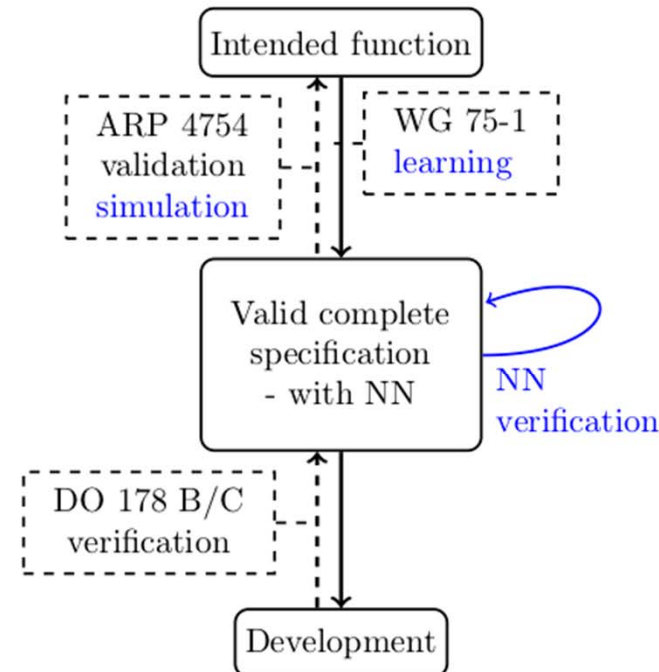 Intended function
ARP 4754
validation
simulation
WG 75-1
learning
Valid complete
specification
- with NN
NN
verification
DO 178 B/C
verification
Development